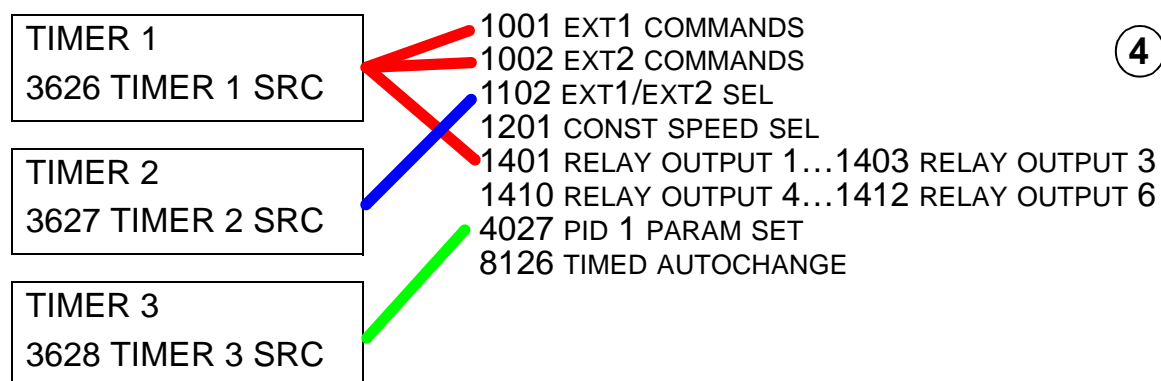 TIMER 1
3626 TIMER 1 SRC
TIMER 2
3627 TIMER 2 SRC
TIMER 3
3628 TIMER 3 SRC
1001 EXT1 COMMANDS
1002 EXT2 COMMANDS
1102 EXT1/EXT2 SEL
1201 CONST SPEED SEL
1401 RELAY OUTPUT 1…1403 RELAY OUTPUT 3
1410 RELAY OUTPUT 4…1412 RELAY OUTPUT 6
4027 PID 1 PARAM SET
8126 TIMED AUTOCHANGE
4